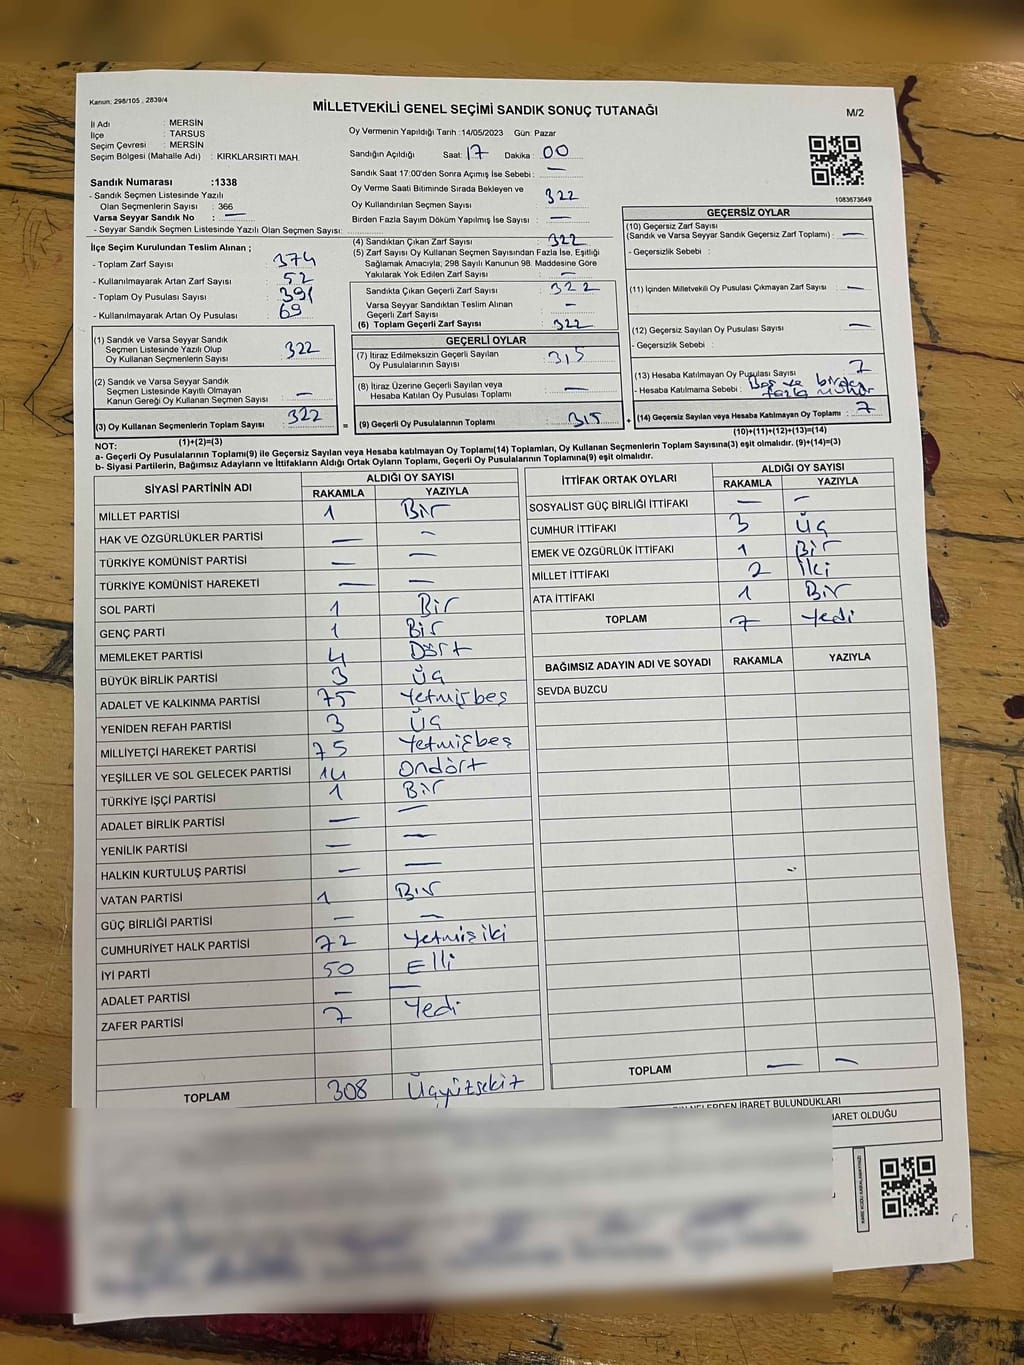 Kanun: 298/105 , 2839/4
MİLLETVEKİLİ GENEL SEÇİMİ SANDIK SONUÇ TUTANAĞI
M/2
İl Adı : MERSİN
İlçe : TARSUS
Seçim Çevresi : MERSİN
Seçim Bölgesi (Mahalle Adı) : KIRKLARSIRTI MAH.
Oy Vermenin Yapıldığı Tarih : 14/05/2023 Gün: Pazar
Sandığın Açıldığı Saat: 17 Dakika : 00
Sandık Saat 17:00'den Sonra Açımış İse Sebebi : —
Oy Verme Saati Bitiminde Sırada Bekleyen ve
Oy Kullandırılan Seçmen Sayısı : 322
Birden Fazla Sayım Döküm Yapılmış İse Sayısı : —
1083673649
Sandık Numarası :1338
- Sandık Seçmen Listesinde Yazılı
Olan Seçmenlerin Sayısı : 366
Varsa Seyyar Sandık No : —
- Seyyar Sandık Seçmen Listesinde Yazılı Olan Seçmen Sayısı:
İlçe Seçim Kurulundan Teslim Alınan ;
- Toplam Zarf Sayısı : 374
- Kullanılmayarak Artan Zarf Sayısı : 52
- Toplam Oy Pusulası Sayısı : 391
- Kullanılmayarak Artan Oy Pusulası : 69
(1) Sandık ve Varsa Seyyar Sandık
Seçmen Listesinde Yazılı Olup
Oy Kullanan Seçmenlerin Sayısı : 322
(2) Sandık ve Varsa Seyyar Sandık
Seçmen Listesinde Kayıtlı Olmayan
Kanun Gereği Oy Kullanan Seçmen Sayısı : —
(3) Oy Kullanan Seçmenlerin Toplam Sayısı : 322
(1)+(2)=(3)
(4) Sandıktan Çıkan Zarf Sayısı : 322
(5) Zarf Sayısı Oy Kullanan Seçmen Sayısından Fazla İse, Eşitliği
Sağlamak Amacıyla; 298 Sayılı Kanunun 98. Maddesine Göre
Yakılarak Yok Edilen Zarf Sayısı : —
Sandıkta Çıkan Geçerli Zarf Sayısı : 322
Varsa Seyyar Sandıktan Teslim Alınan
Geçerli Zarf Sayısı : —
(6) Toplam Geçerli Zarf Sayısı : 322
GEÇERLİ OYLAR
(7) İtiraz Edilmeksizin Geçerli Sayılan
Oy Pusulalarının Sayısı : 315
(8) İtiraz Üzerine Geçerli Sayılan veya
Hesaba Katılan Oy Pusulası Toplamı : —
= (9) Geçerli Oy Pusulalarının Toplamı : 315 +
GEÇERSİZ OYLAR
(10) Geçersiz Zarf Sayısı
(Sandık ve Varsa Seyyar Sandık Geçersiz Zarf Toplamı) : —
- Geçersizlik Sebebi :
(11) İçinden Milletvekili Oy Pusulası Çıkmayan Zarf Sayısı : —
(12) Geçersiz Sayılan Oy Pusulası Sayısı : —
- Geçersizlik Sebebi :
(13) Hesaba Katılmayan Oy Pusulası Sayısı : 7
- Hesaba Katılmama Sebebi : Boş ve birden fazla mühür
(14) Geçersiz Sayılan veya Hesaba Katılmayan Oy Toplamı : 7
(10)+(11)+(12)+(13)=(14)
NOT:
a- Geçerli Oy Pusulalarının Toplamı(9) ile Geçersiz Sayılan veya Hesaba katılmayan Oy Toplamı(14) Toplamları, Oy Kullanan Seçmenlerin Toplam Sayısına(3) eşit olmalıdır. (9)+(14)=(3)
b- Siyasi Partilerin, Bağımsız Adayların ve İttifakların Aldığı Ortak Oyların Toplamı, Geçerli Oy Pusulalarının Toplamına(9) eşit olmalıdır.
SİYASİ PARTİNİN ADI ALDIĞI OY SAYISI
RAKAMLA YAZIYLA
MİLLET PARTİSİ 1 Bir
HAK VE ÖZGÜRLÜKLER PARTİSİ — —
TÜRKİYE KOMÜNİST PARTİSİ — —
TÜRKİYE KOMÜNİST HAREKETİ — —
SOL PARTİ 1 Bir
GENÇ PARTİ 1 Bir
MEMLEKET PARTİSİ 4 Dört
BÜYÜK BİRLİK PARTİSİ 3 Üç
ADALET VE KALKINMA PARTİSİ 75 Yetmişbeş
YENİDEN REFAH PARTİSİ 3 Üç
MİLLİYETÇİ HAREKET PARTİSİ 75 Yetmişbeş
YEŞİLLER VE SOL GELECEK PARTİSİ 14 Ondört
TÜRKİYE İŞÇİ PARTİSİ 1 Bir
ADALET BİRLİK PARTİSİ — —
YENİLİK PARTİSİ — —
HALKIN KURTULUŞ PARTİSİ — —
VATAN PARTİSİ 1 Bir
GÜÇ BİRLİĞİ PARTİSİ — —
CUMHURİYET HALK PARTİSİ 72 Yetmişiki
İYİ PARTİ 50 Elli
ADALET PARTİSİ — —
ZAFER PARTİSİ 7 Yedi
TOPLAM 308 Üçyüzsekiz
İTTİFAK ORTAK OYLARI ALDIĞI OY SAYISI
RAKAMLA YAZIYLA
SOSYALİST GÜÇ BİRLİĞİ İTTİFAKI — —
CUMHUR İTTİFAKI 3 Üç
EMEK VE ÖZGÜRLÜK İTTİFAKI 1 Bir
MİLLET İTTİFAKI 2 İki
ATA İTTİFAKI 1 Bir
TOPLAM 7 Yedi
BAĞIMSIZ ADAYIN ADI VE SOYADI RAKAMLA YAZIYLA
SEVDA BUZCU
TOPLAM — —
NELERDEN İBARET BULUNDUKLARI
İBARET OLDUĞU